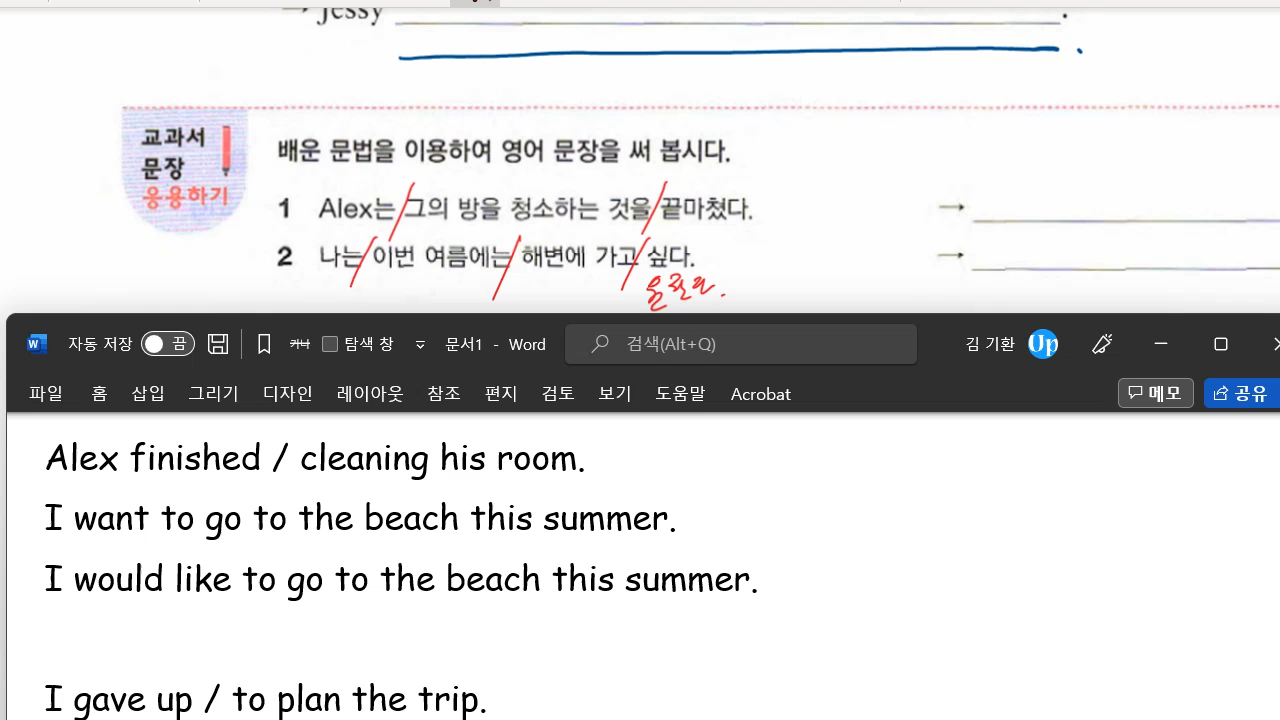 → Jessy .
교과서
문장
응용하기
배운 문법을 이용하여 영어 문장을 써 봅시다.
1 Alex는 그의 방을 청소하는 것을 끝마쳤다. →
2 나는 이번 여름에는 해변에 가고 싶다. →
자동 저장 끔 가나 탐색 창 문서1 - Word 검색(Alt+Q) 김 기환 Up
파일 홈 삽입 그리기 디자인 레이아웃 참조 편지 검토 보기 도움말 Acrobat 메모 공유
Alex finished / cleaning his room.
I want to go to the beach this summer.
I would like to go to the beach this summer.
I gave up / to plan the trip.